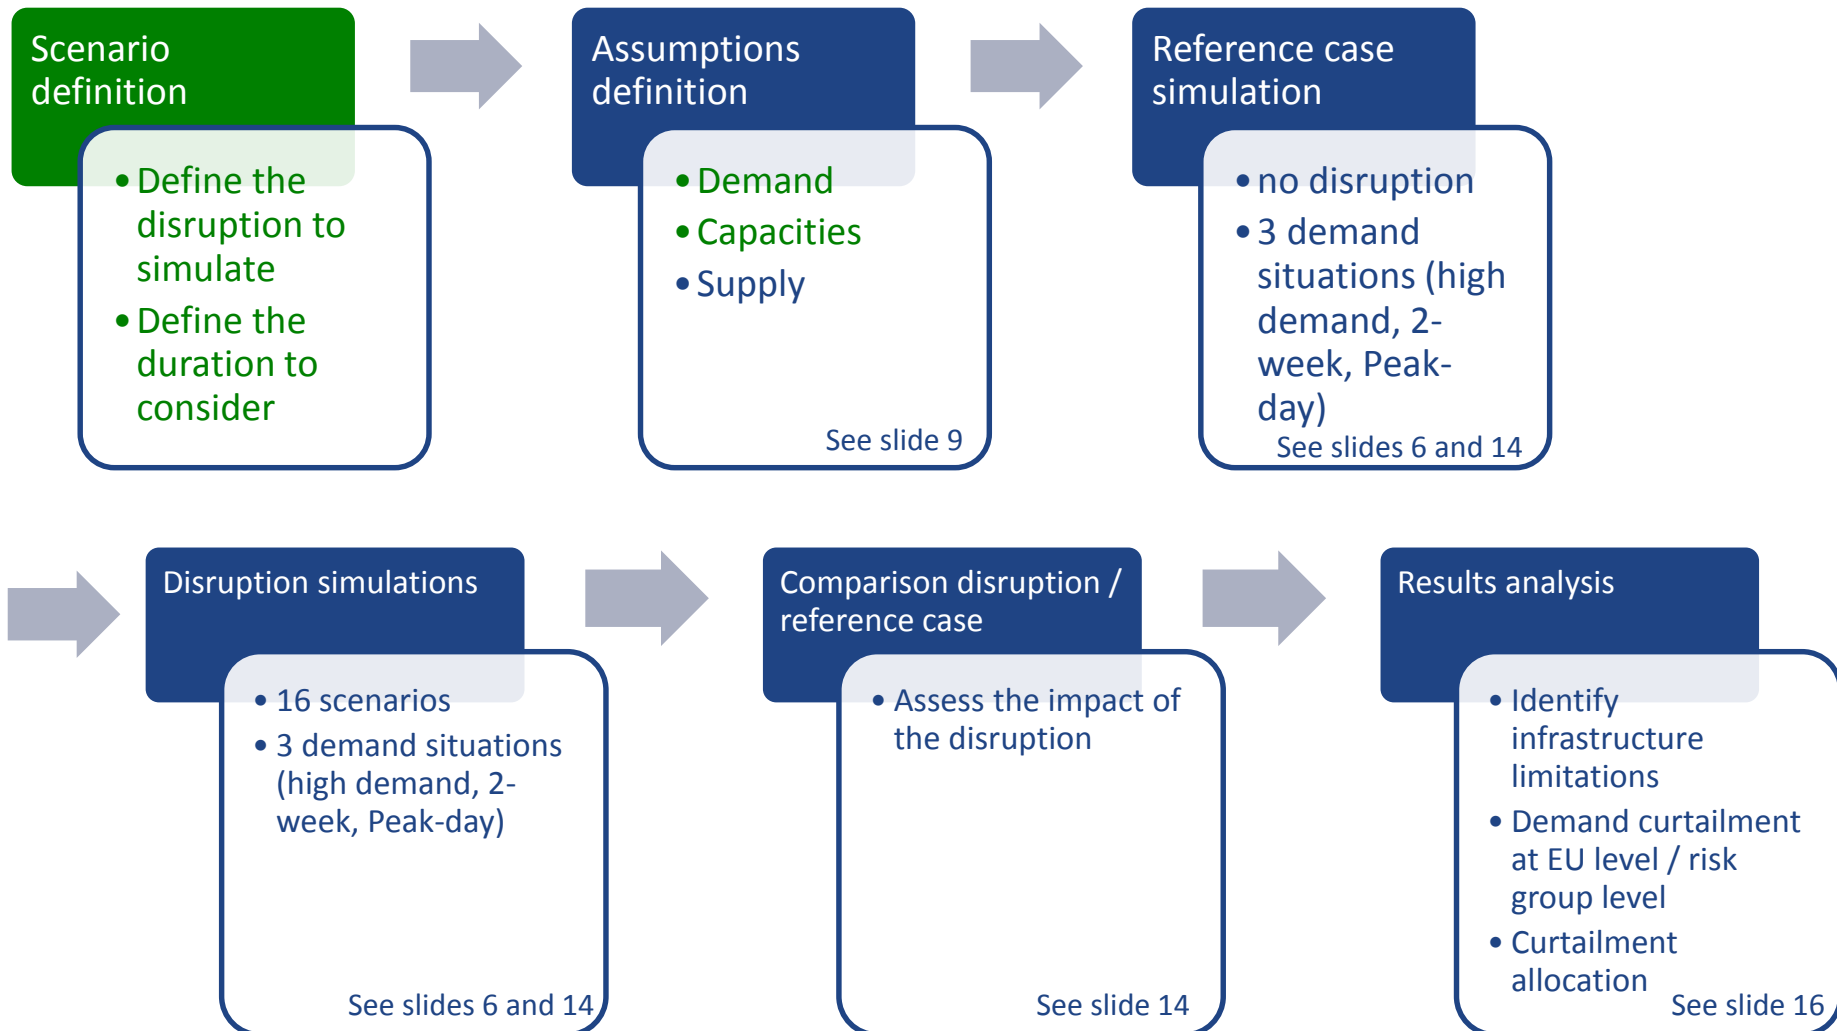 Scenario
definition
• Define the
disruption to
simulate
• Define the
duration to
consider
Assumptions
definition
• Demand
• Capacities
• Supply
See slide 9
Reference case
simulation
• no disruption
• 3 demand
situations (high
demand, 2-
week, Peak-
day)
See slides 6 and 14
Disruption simulations
• 16 scenarios
• 3 demand situations
(high demand, 2-
week, Peak-day)
See slides 6 and 14
Comparison disruption /
reference case
• Assess the impact of
the disruption
See slide 14
Results analysis
• Identify
infrastructure
limitations
• Demand curtailment
at EU level / risk
group level
• Curtailment
allocation
See slide 16